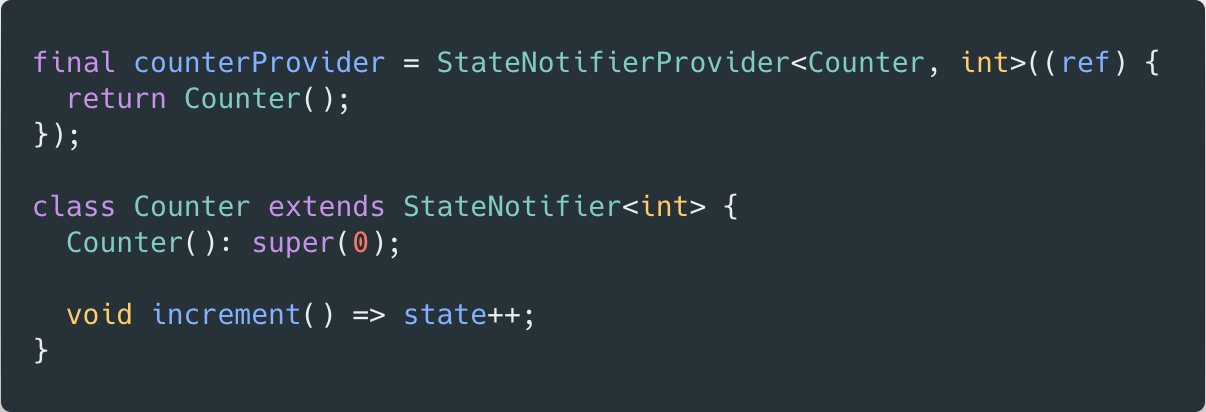 final counterProvider = StateNotifierProvider<Counter, int>((ref) {
  return Counter();
});

class Counter extends StateNotifier<int> {
  Counter(): super(0);

  void increment() => state++;
}